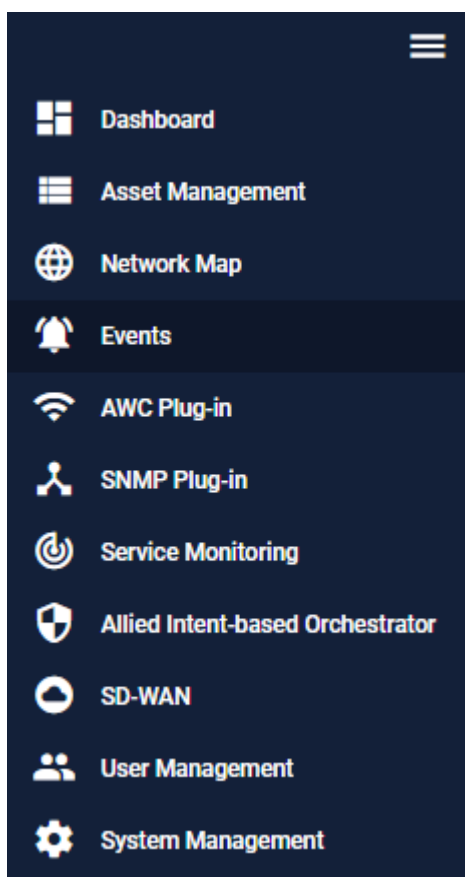 Dashboard
Asset Management
Network Map
Events
AWC Plug-in
SNMP Plug-in
Service Monitoring
Allied Intent-based Orchestrator
SD-WAN
User Management
System Management